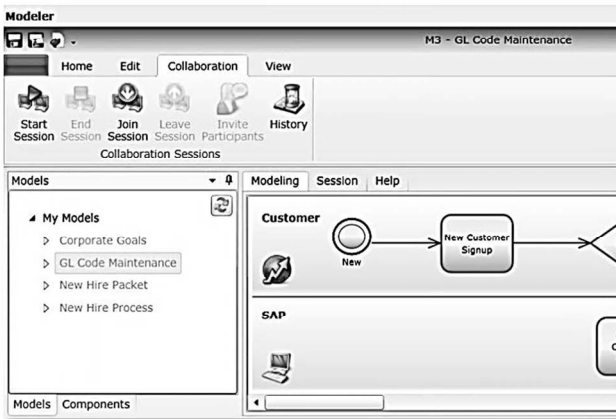 Modeler
M3 - GL Code Maintenance
Home Edit Collaboration View
Start Session
End Session
Join Session
Leave Session
Invite Participants
History
Collaboration Sessions
Models
Modeling Session Help
My Models
Corporate Goals
GL Code Maintenance
New Hire Packet
New Hire Process
Customer
New
New Customer
Signup
SAP
Models Components